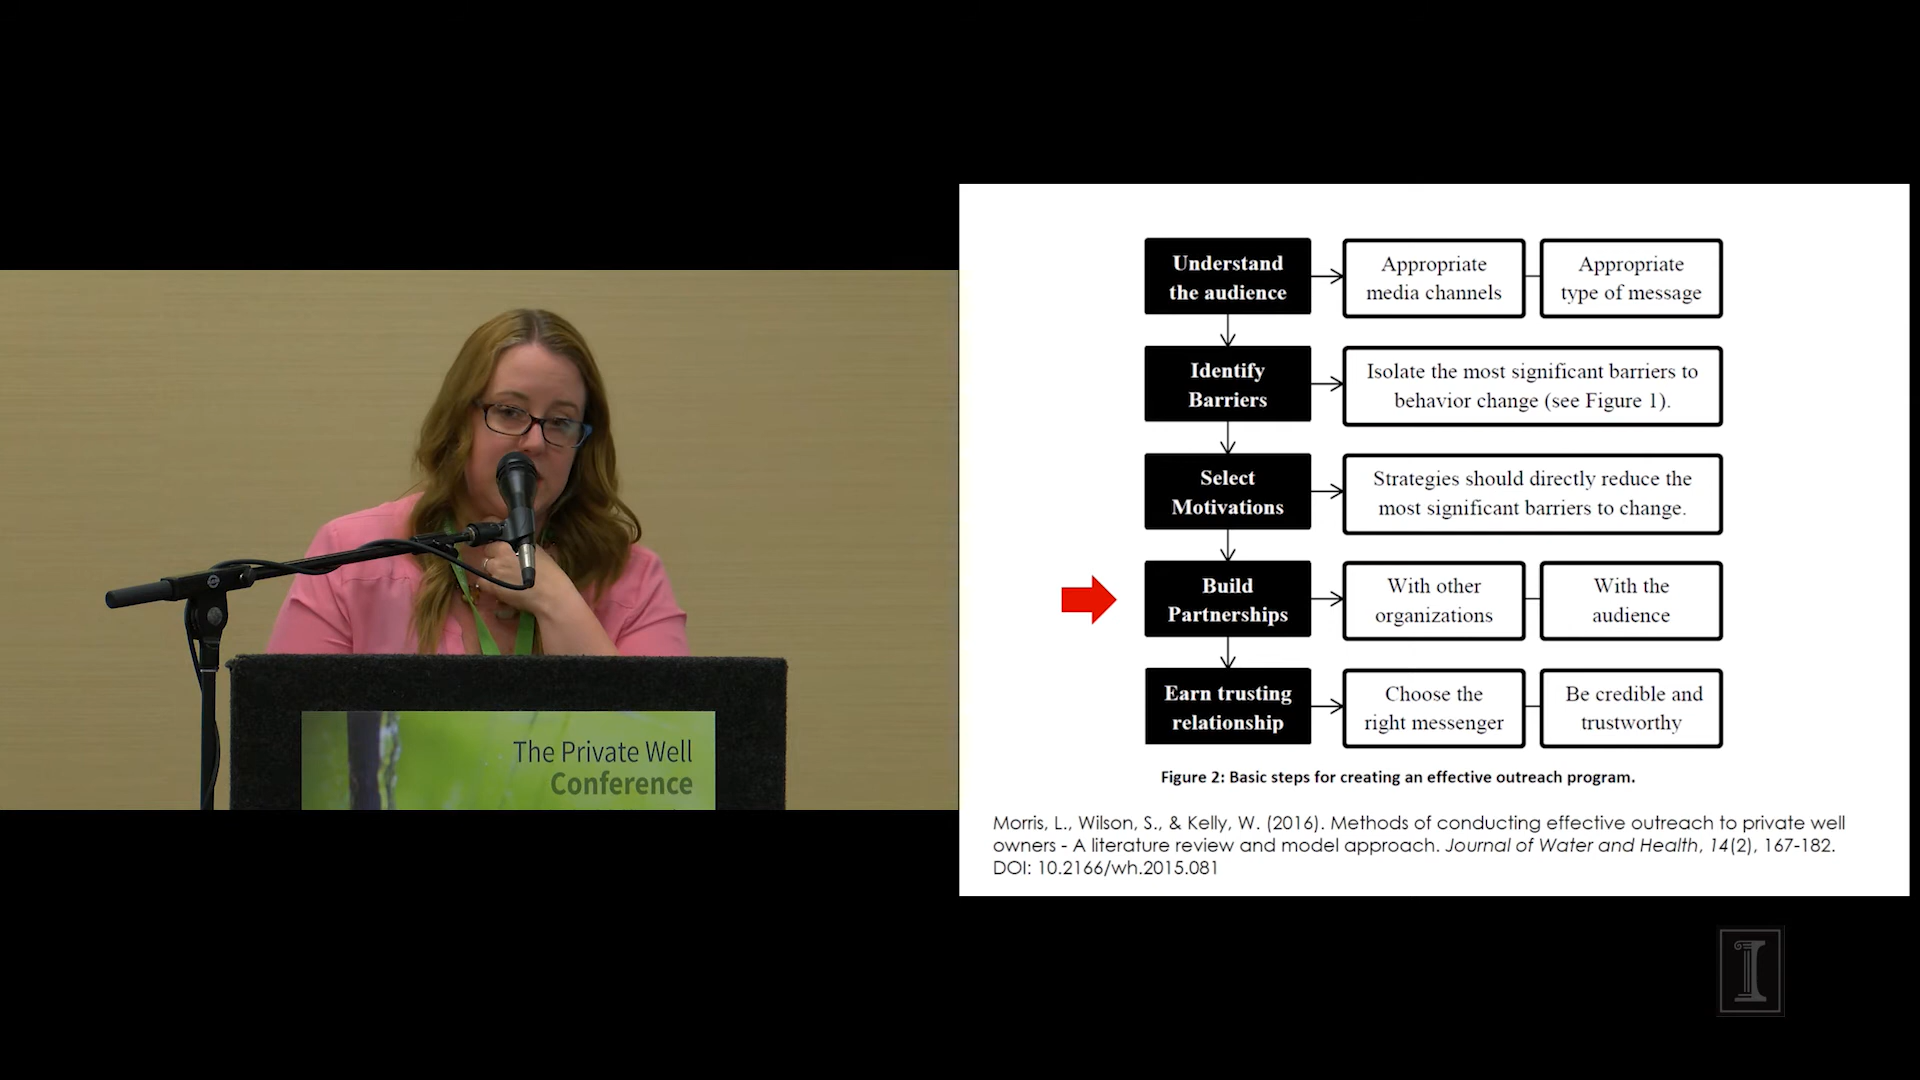 The Private Well
Conference
Understand
the audience
Appropriate
media channels
Appropriate
type of message
Identify
Barriers
Isolate the most significant barriers to
behavior change (see Figure 1).
Select
Motivations
Strategies should directly reduce the
most significant barriers to change.
Build
Partnerships
With other
organizations
With the
audience
Earn trusting
relationship
Choose the
right messenger
Be credible and
trustworthy
Figure 2: Basic steps for creating an effective outreach program.
Morris, L., Wilson, S., & Kelly, W. (2016). Methods of conducting effective outreach to private well
owners - A literature review and model approach. Journal of Water and Health, 14(2), 167-182.
DOI: 10.2166/wh.2015.081
I